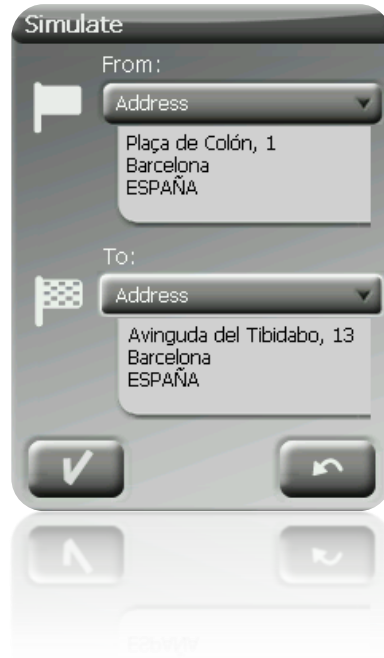 Simulate
From:
Address
Plaça de Colón, 1
Barcelona
ESPAÑA
To:
Address
Avinguda del Tibidabo, 13
Barcelona
ESPAÑA